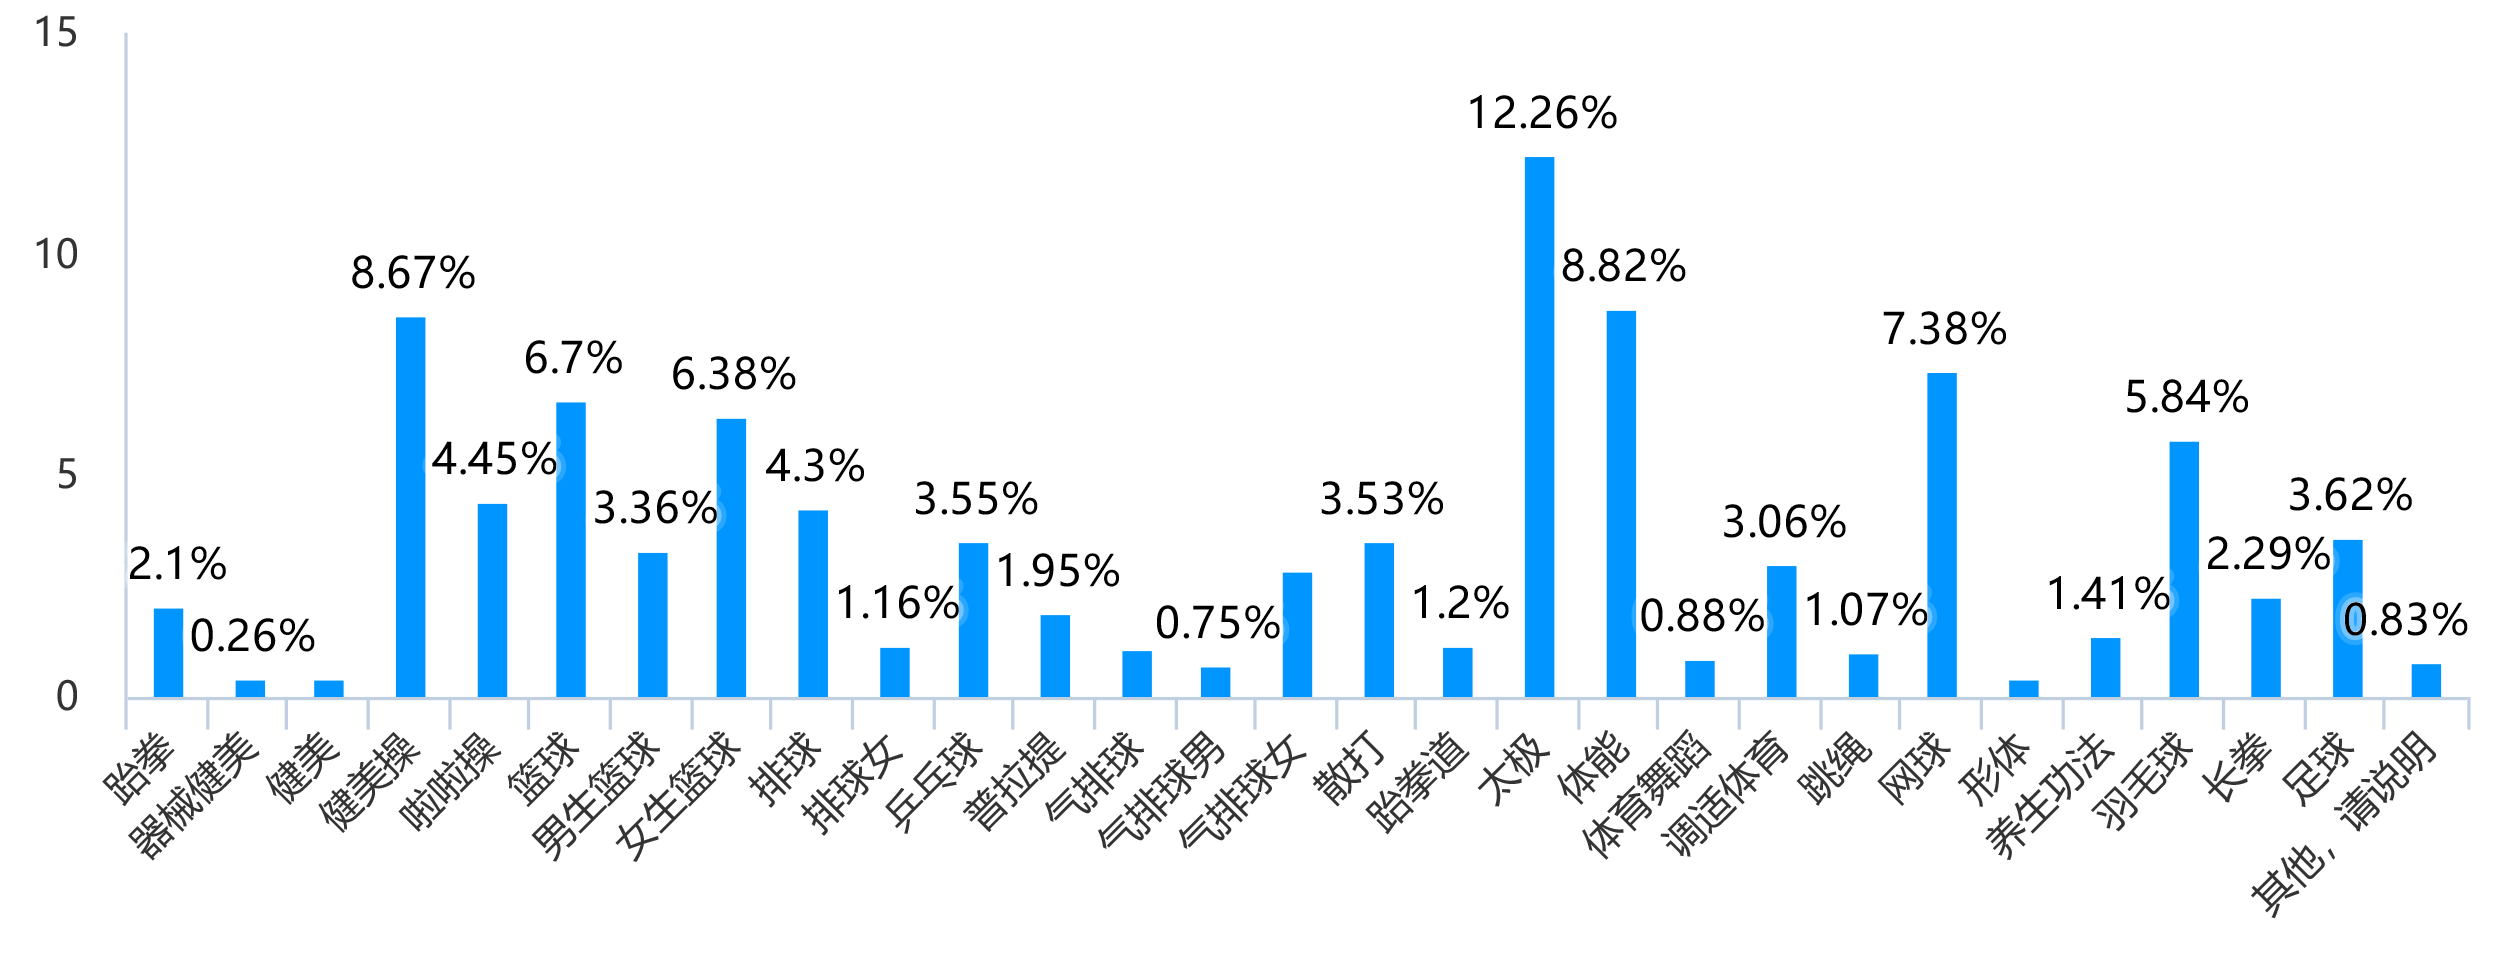 15
10
5
0
2.1%
0.26%
8.67%
4.45%
6.7%
3.36%
6.38%
4.3%
1.16%
3.55%
1.95%
0.75%
3.53%
1.2%
12.26%
8.82%
0.88%
3.06%
1.07%
7.38%
1.41%
5.84%
2.29%
3.62%
0.83%
跆拳
器械健美
健美
健美操
啦啦操
篮球
男生篮球
女生篮球
排球
排球女
乒乓球
普拉提
气排球
气排球男
气排球女
散打
跆拳道
太极
体能
体育舞蹈
调适体育
跳绳
网球
形体
养生功法
羽毛球
长拳
足球
其他，请说明